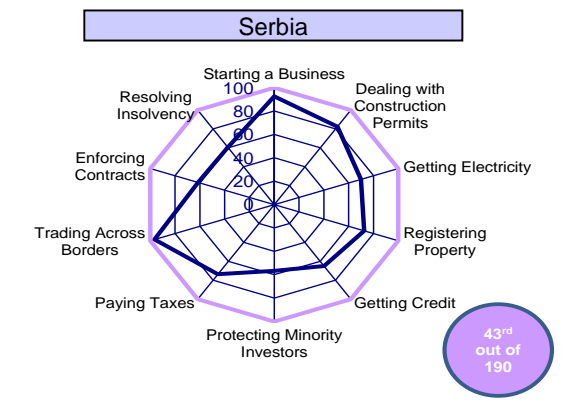 Serbia
Starting a Business
Dealing with
Construction
Permits
Getting Electricity
Registering
Property
Getting Credit
Protecting Minority
Investors
Paying Taxes
Trading Across
Borders
Enforcing
Contracts
Resolving
Insolvency
100
80
60
40
20
0
43rd
out of
190